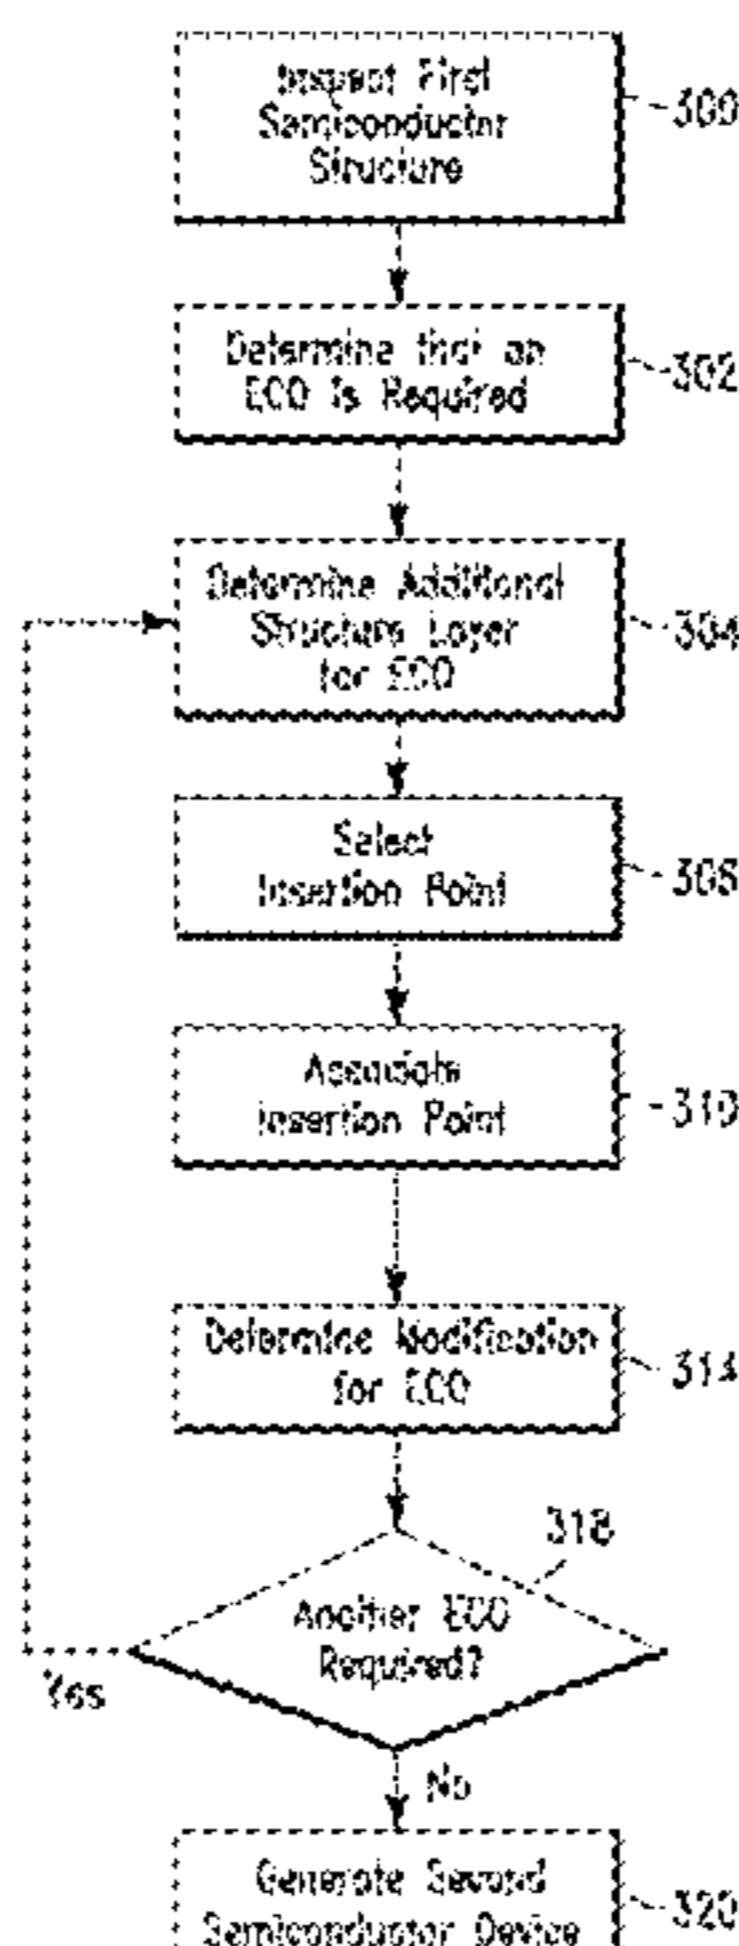 Inspect First
Semiconductor
Structure
300
Determine that an
ECO is Required
302
Determine Additional
Structure Layer
for ECO
304
Select
Insertion Point
306
Associate
Insertion Point
310
Determine Modification
for ECO
314
318
Another ECO
Required?
Yes
No
Generate Second
Semiconductor Device
320